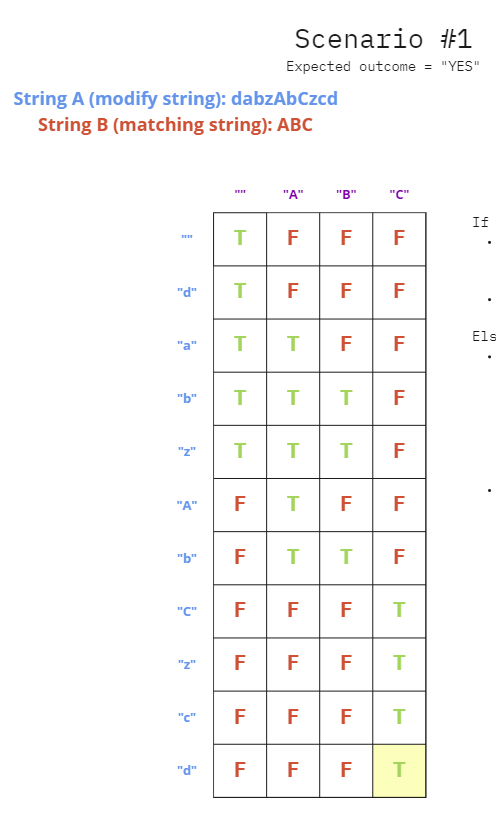 Scenario #1
Expected outcome = "YES"
String A (modify string): dabzAbCzcd
String B (matching string): ABC
"" "A" "B" "C"
"" T F F F
"d" T F F F
"a" T T F F
"b" T T T F
"z" T T T F
"A" F T F F
"b" F T T F
"C" F F F T
"z" F F F T
"c" F F F T
"d" F F F T
If
•
•
Els
•
•